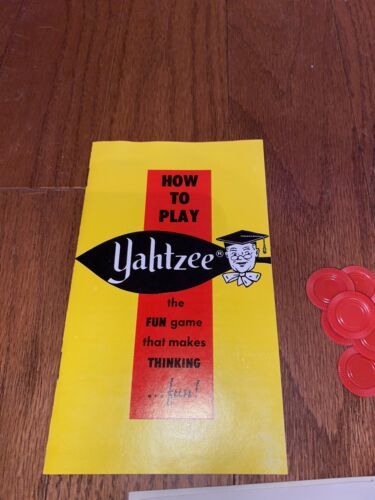 HOW
TO
PLAY
Yahtzee®
the
FUN game
that makes
THINKING
...fun!